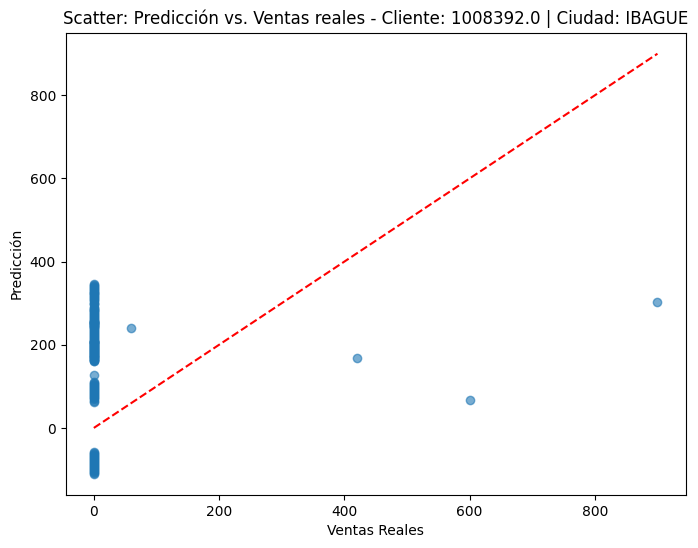 Scatter: Predicción vs. Ventas reales - Cliente: 1008392.0 | Ciudad: IBAGUE
800
600
400
200
0
Predicción
0 200 400 600 800
Ventas Reales